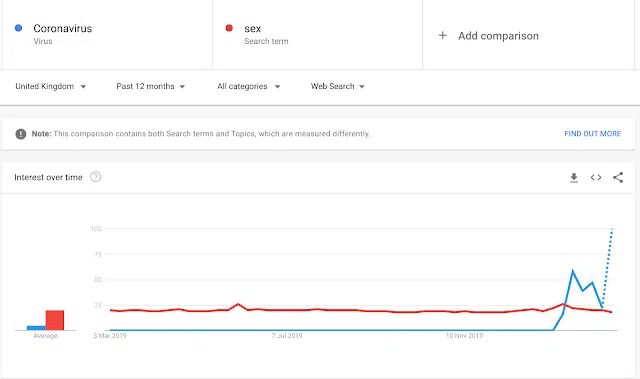 Coronavirus
Virus
sex
Search term
+ Add comparison
United Kingdom
Past 12 months
All categories
Web Search
Note: This comparison contains both Search terms and Topics, which are measured differently.
FIND OUT MORE
Interest over time
?
100
75
50
25
Average
3 Mar 2019
7 Jul 2019
10 Nov 2019